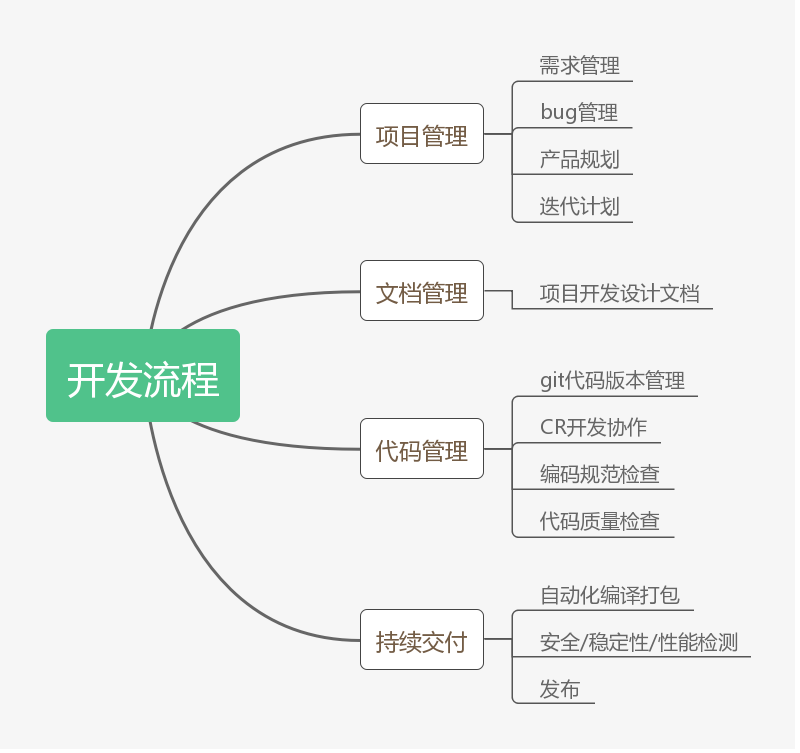 开发流程
项目管理
需求管理
bug管理
产品规划
迭代计划
文档管理
项目开发设计文档
代码管理
git代码版本管理
CR开发协作
编码规范检查
代码质量检查
持续交付
自动化编译打包
安全/稳定性/性能检测
发布